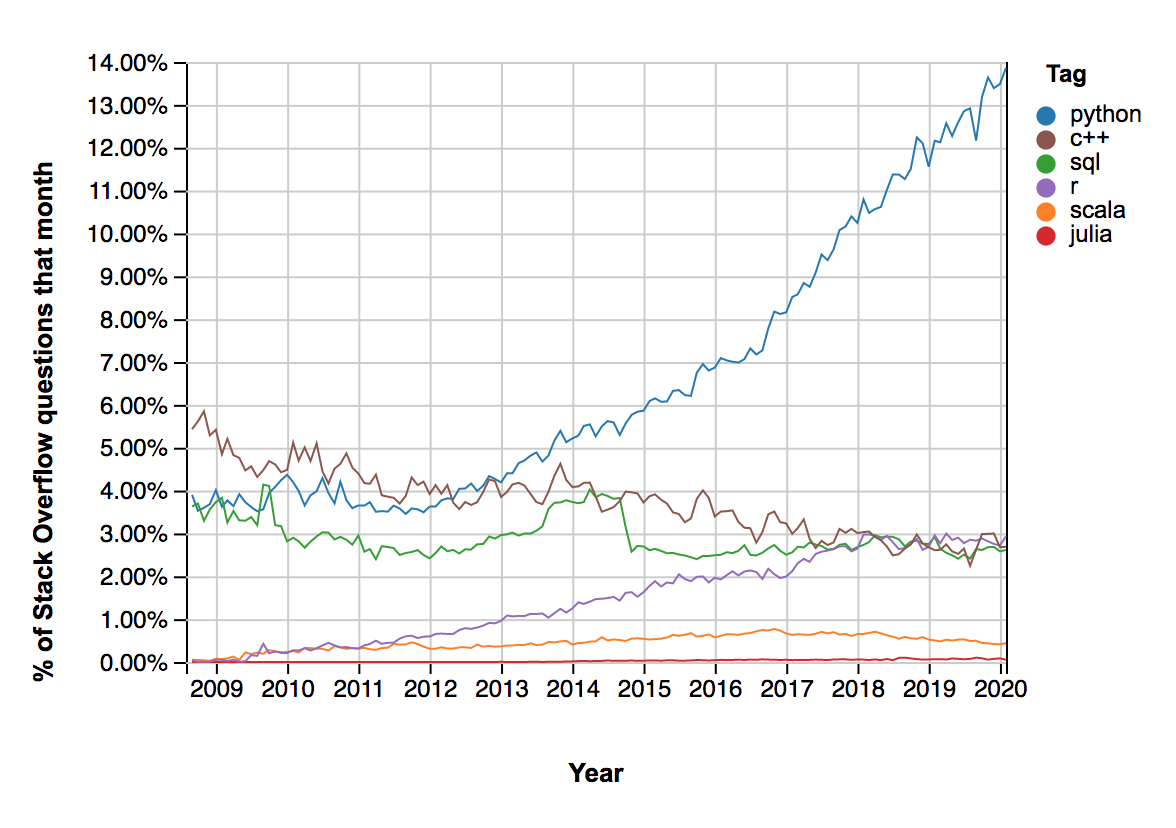 % of Stack Overflow questions that month
14.00%
13.00%
12.00%
11.00%
10.00%
9.00%
8.00%
7.00%
6.00%
5.00%
4.00%
3.00%
2.00%
1.00%
0.00%
2009 2010 2011 2012 2013 2014 2015 2016 2017 2018 2019 2020
Year
Tag
python
c++
sql
r
scala
julia